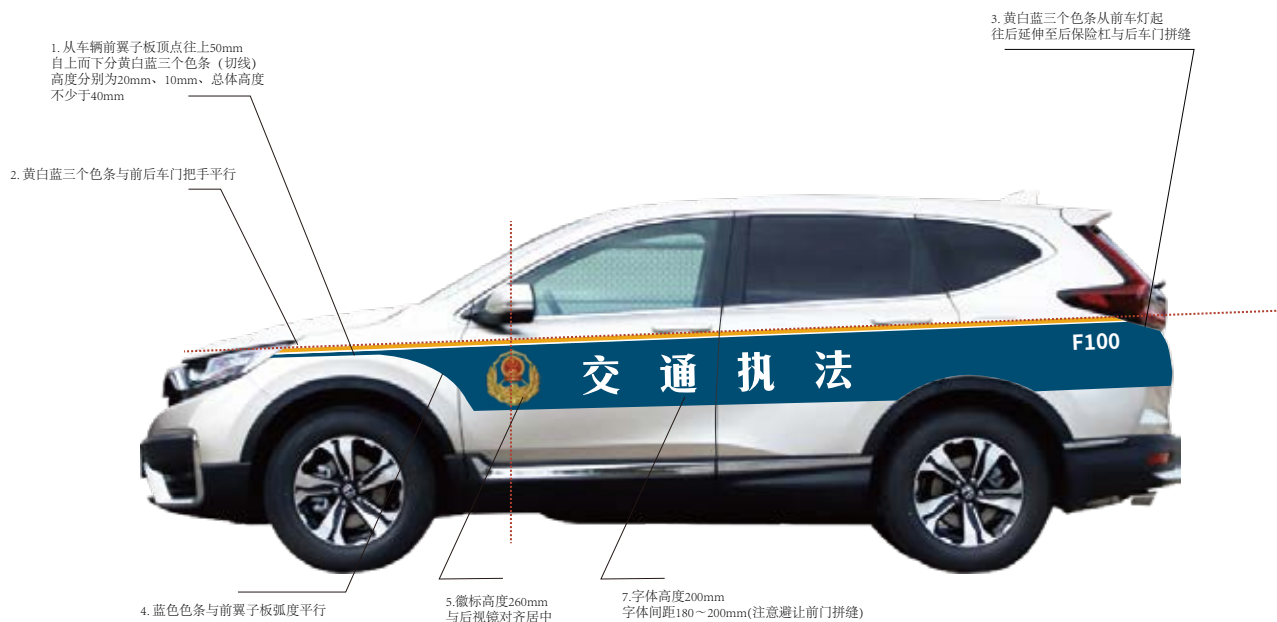 1. 从车辆前翼子板顶点往上50mm
自上而下分黄白蓝三个色条（切线）
高度分别为20mm、10mm、总体高度
不少于40mm
3. 黄白蓝三个色条从前车灯起
往后延伸至后保险杠与后车门拼缝
2. 黄白蓝三个色条与前后车门把手平行
F100
交通执法
4. 蓝色色条与前翼子板弧度平行
5.徽标高度260mm
与后视镜对齐居中
7.字体高度200mm
字体间距180～200mm(注意避让前门拼缝)